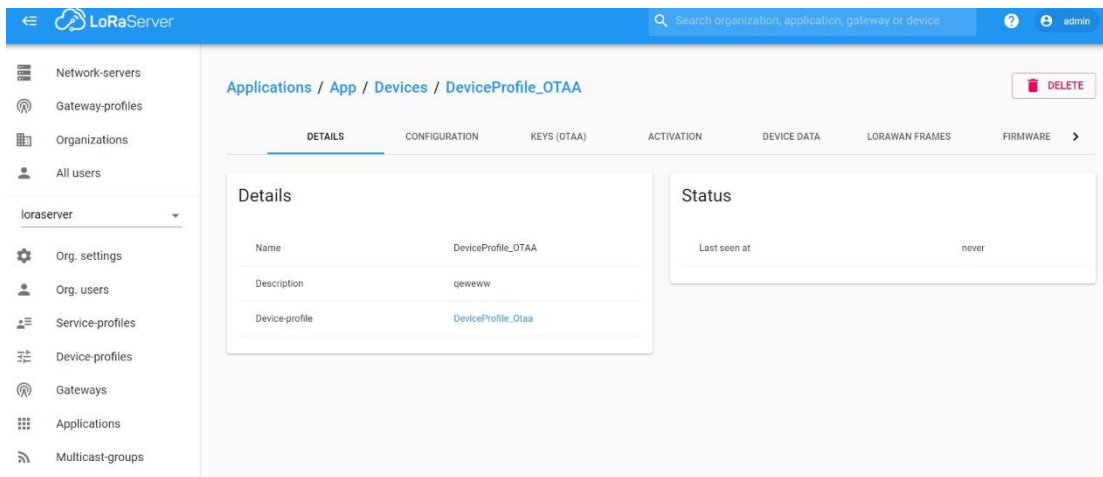 LoRaServer
Search organization, application, gateway or device
? admin
Network-servers
Gateway-profiles
Organizations
All users
loraserver
Org. settings
Org. users
Service-profiles
Device-profiles
Gateways
Applications
Multicast-groups
Applications / App / Devices / DeviceProfile_OTAA
DELETE
DETAILS CONFIGURATION KEYS (OTAA) ACTIVATION DEVICE DATA LORAWAN FRAMES FIRMWARE
Details
Name DeviceProfile_OTAA
Description qeweww
Device-profile DeviceProfile_Otaa
Status
Last seen at never